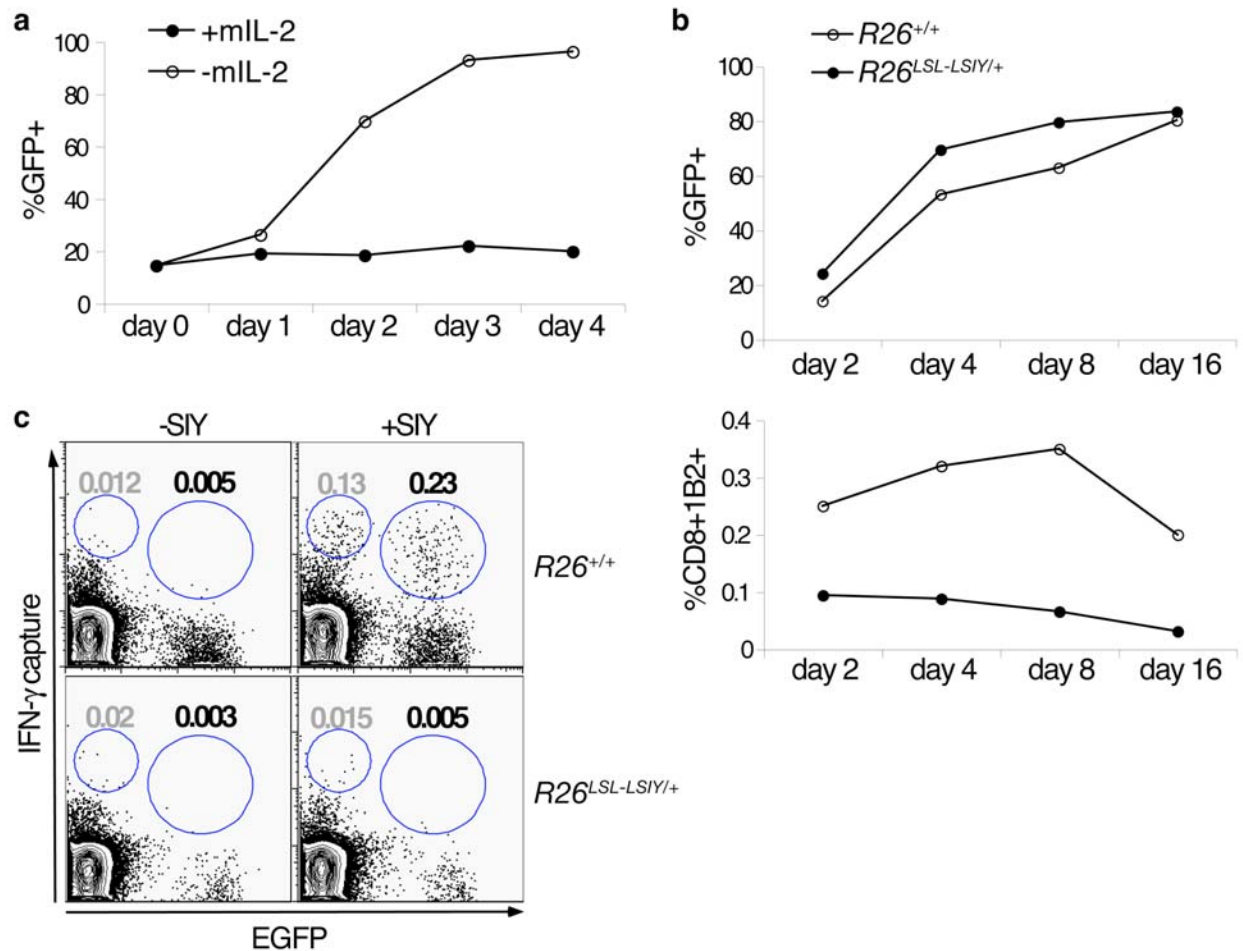 a
+mIL-2
-mIL-2
100
80
60
40
20
0
%GFP+
day 0 day 1 day 2 day 3 day 4
b
R26+/+
R26LSL-LSIY/+
100
80
60
40
20
0
%GFP+
day 2 day 4 day 8 day 16
0.4
0.3
0.2
0.1
0
%CD8+1B2+
day 2 day 4 day 8 day 16
c
-SIY +SIY
0.012 0.005 0.13 0.23
R26+/+
0.02 0.003 0.015 0.005
R26LSL-LSIY/+
IFN-γ capture
EGFP